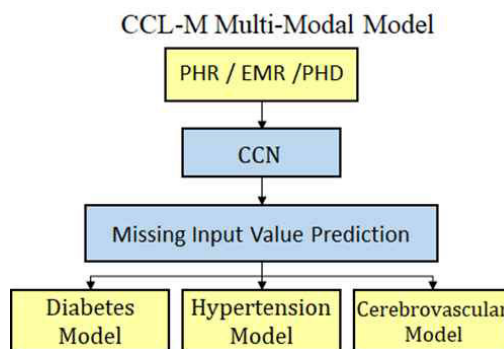 CCL-M Multi-Modal Model
PHR / EMR /PHD
CCN
Missing Input Value Prediction
Diabetes
Model
Hypertension
Model
Cerebrovascular
Model